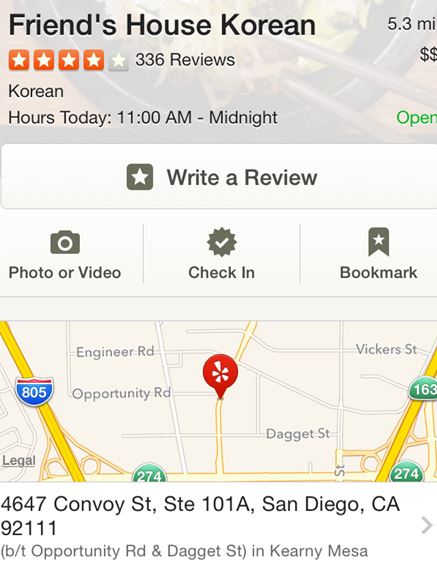 Friend's House Korean
5.3 mi
336 Reviews
$$
Korean
Hours Today: 11:00 AM - Midnight
Open
Write a Review
Photo or Video
Check In
Bookmark
Engineer Rd
Vickers St
805
Opportunity Rd
163
Dagget St
Legal
274
St
274
4647 Convoy St, Ste 101A, San Diego, CA
92111
(b/t Opportunity Rd & Dagget St) in Kearny Mesa